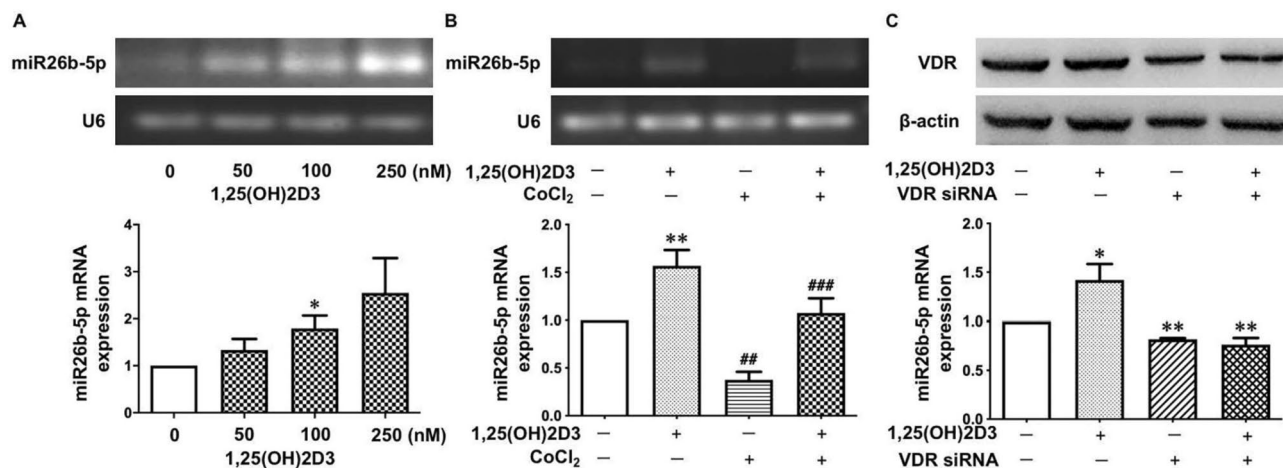 A
miR26b-5p
U6
0 50 100 250 (nM)
1,25(OH)2D3
miR26b-5p mRNA
expression
4
3
2
1
0
*
0 50 100 250 (nM)
1,25(OH)2D3
B
miR26b-5p
U6
1,25(OH)2D3 — + — +
CoCl₂ — — + +
miR26b-5p mRNA
expression
2.0
1.5
1.0
0.5
0.0
**
##
###
1,25(OH)2D3 — + — +
CoCl₂ — — + +
C
VDR
β-actin
1,25(OH)2D3 — + — +
VDR siRNA — — + +
miR26b-5p mRNA
expression
2.0
1.5
1.0
0.5
0.0
*
**
**
1,25(OH)2D3 — + — +
VDR siRNA — — + +